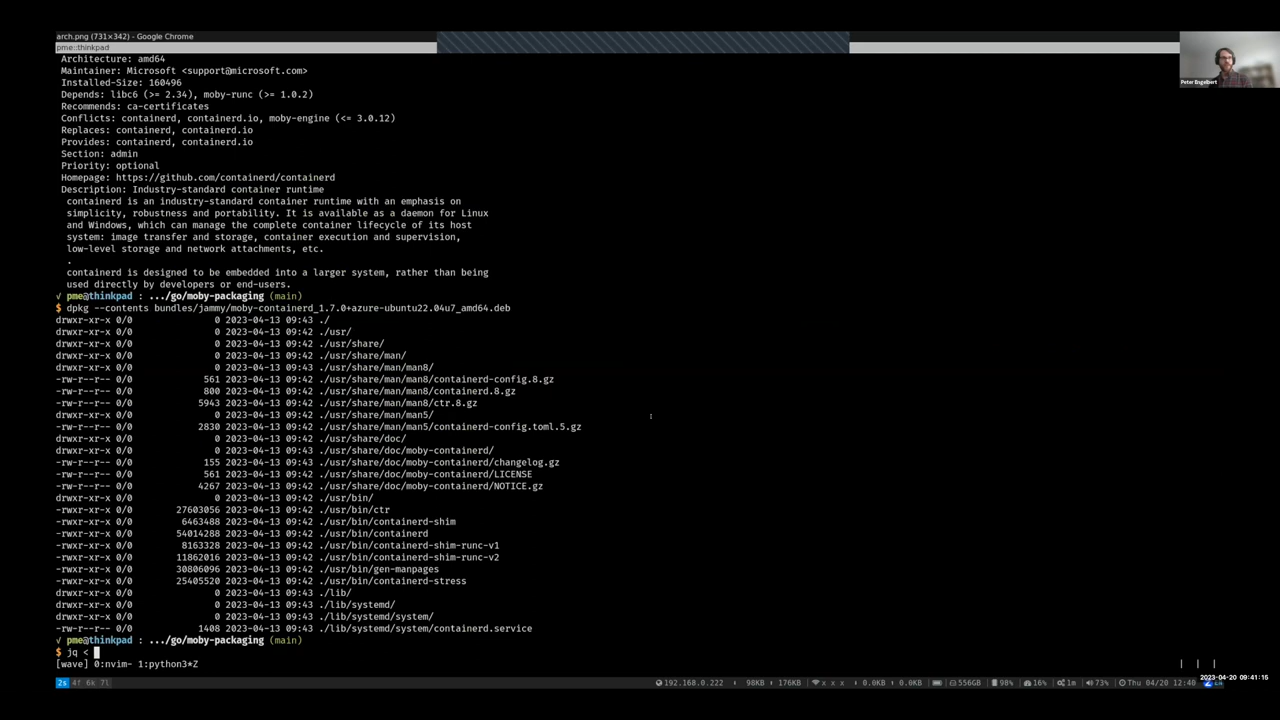 arch.png (731×342) - Google Chrome
pme::thinkpad
Architecture: amd64
Maintainer: Microsoft <support@microsoft.com>
Installed-Size: 160496
Depends: libc6 (>= 2.34), moby-runc (>= 1.0.2)
Recommends: ca-certificates
Conflicts: containerd, containerd.io, moby-engine (<= 3.0.12)
Replaces: containerd, containerd.io
Provides: containerd, containerd.io
Section: admin
Priority: optional
Homepage: https://github.com/containerd/containerd
Description: Industry-standard container runtime
containerd is an industry-standard container runtime with an emphasis on
simplicity, robustness and portability. It is available as a daemon for Linux
and Windows, which can manage the complete container lifecycle of its host
system: image transfer and storage, container execution and supervision,
low-level storage and network attachments, etc.
.
containerd is designed to be embedded into a larger system, rather than being
used directly by developers or end-users.
√ pme@thinkpad : .../go/moby-packaging (main)
$ dpkg --contents bundles/jammy/moby-containerd_1.7.0+azure-ubuntu22.04u7_amd64.deb
drwxr-xr-x 0/0 0 2023-04-13 09:43 ./
drwxr-xr-x 0/0 0 2023-04-13 09:42 ./usr/
drwxr-xr-x 0/0 0 2023-04-13 09:42 ./usr/share/
drwxr-xr-x 0/0 0 2023-04-13 09:42 ./usr/share/man/
drwxr-xr-x 0/0 0 2023-04-13 09:42 ./usr/share/man/man8/
-rw-r--r-- 0/0 561 2023-04-13 09:42 ./usr/share/man/man8/containerd-config.8.gz
-rw-r--r-- 0/0 800 2023-04-13 09:42 ./usr/share/man/man8/containerd.8.gz
-rw-r--r-- 0/0 5943 2023-04-13 09:42 ./usr/share/man/man8/ctr.8.gz
drwxr-xr-x 0/0 0 2023-04-13 09:42 ./usr/share/man/man5/
-rw-r--r-- 0/0 2830 2023-04-13 09:42 ./usr/share/man/man5/containerd-config.toml.5.gz
drwxr-xr-x 0/0 0 2023-04-13 09:42 ./usr/share/doc/
drwxr-xr-x 0/0 0 2023-04-13 09:42 ./usr/share/doc/moby-containerd/
-rw-r--r-- 0/0 155 2023-04-13 09:42 ./usr/share/doc/moby-containerd/changelog.gz
-rw-r--r-- 0/0 561 2023-04-13 09:42 ./usr/share/doc/moby-containerd/LICENSE
-rw-r--r-- 0/0 4267 2023-04-13 09:42 ./usr/share/doc/moby-containerd/NOTICE.gz
drwxr-xr-x 0/0 0 2023-04-13 09:42 ./usr/bin/
-rwxr-xr-x 0/0 27603056 2023-04-13 09:42 ./usr/bin/ctr
-rwxr-xr-x 0/0 6463488 2023-04-13 09:42 ./usr/bin/containerd-shim
-rwxr-xr-x 0/0 54014288 2023-04-13 09:42 ./usr/bin/containerd
-rwxr-xr-x 0/0 8163328 2023-04-13 09:42 ./usr/bin/containerd-shim-runc-v1
-rwxr-xr-x 0/0 11862016 2023-04-13 09:42 ./usr/bin/containerd-shim-runc-v2
-rwxr-xr-x 0/0 30806096 2023-04-13 09:42 ./usr/bin/gen-manpages
-rwxr-xr-x 0/0 25405520 2023-04-13 09:42 ./usr/bin/containerd-stress
drwxr-xr-x 0/0 0 2023-04-13 09:42 ./lib/
drwxr-xr-x 0/0 0 2023-04-13 09:42 ./lib/systemd/
drwxr-xr-x 0/0 0 2023-04-13 09:42 ./lib/systemd/system/
-rw-r--r-- 0/0 1408 2023-04-13 09:42 ./lib/systemd/system/containerd.service
√ pme@thinkpad : .../go/moby-packaging (main)
$ jq <
[wave] 0:nvim- 1:python3*Z
2s 4f 6k 7l
192.168.0.222 98KB 176KB x x x 0.0KB 0.0KB 556GB 98% 16% 1m 73% Thu 04/20 12:40
2023-04-20 09:41:15
Peter Engelbert